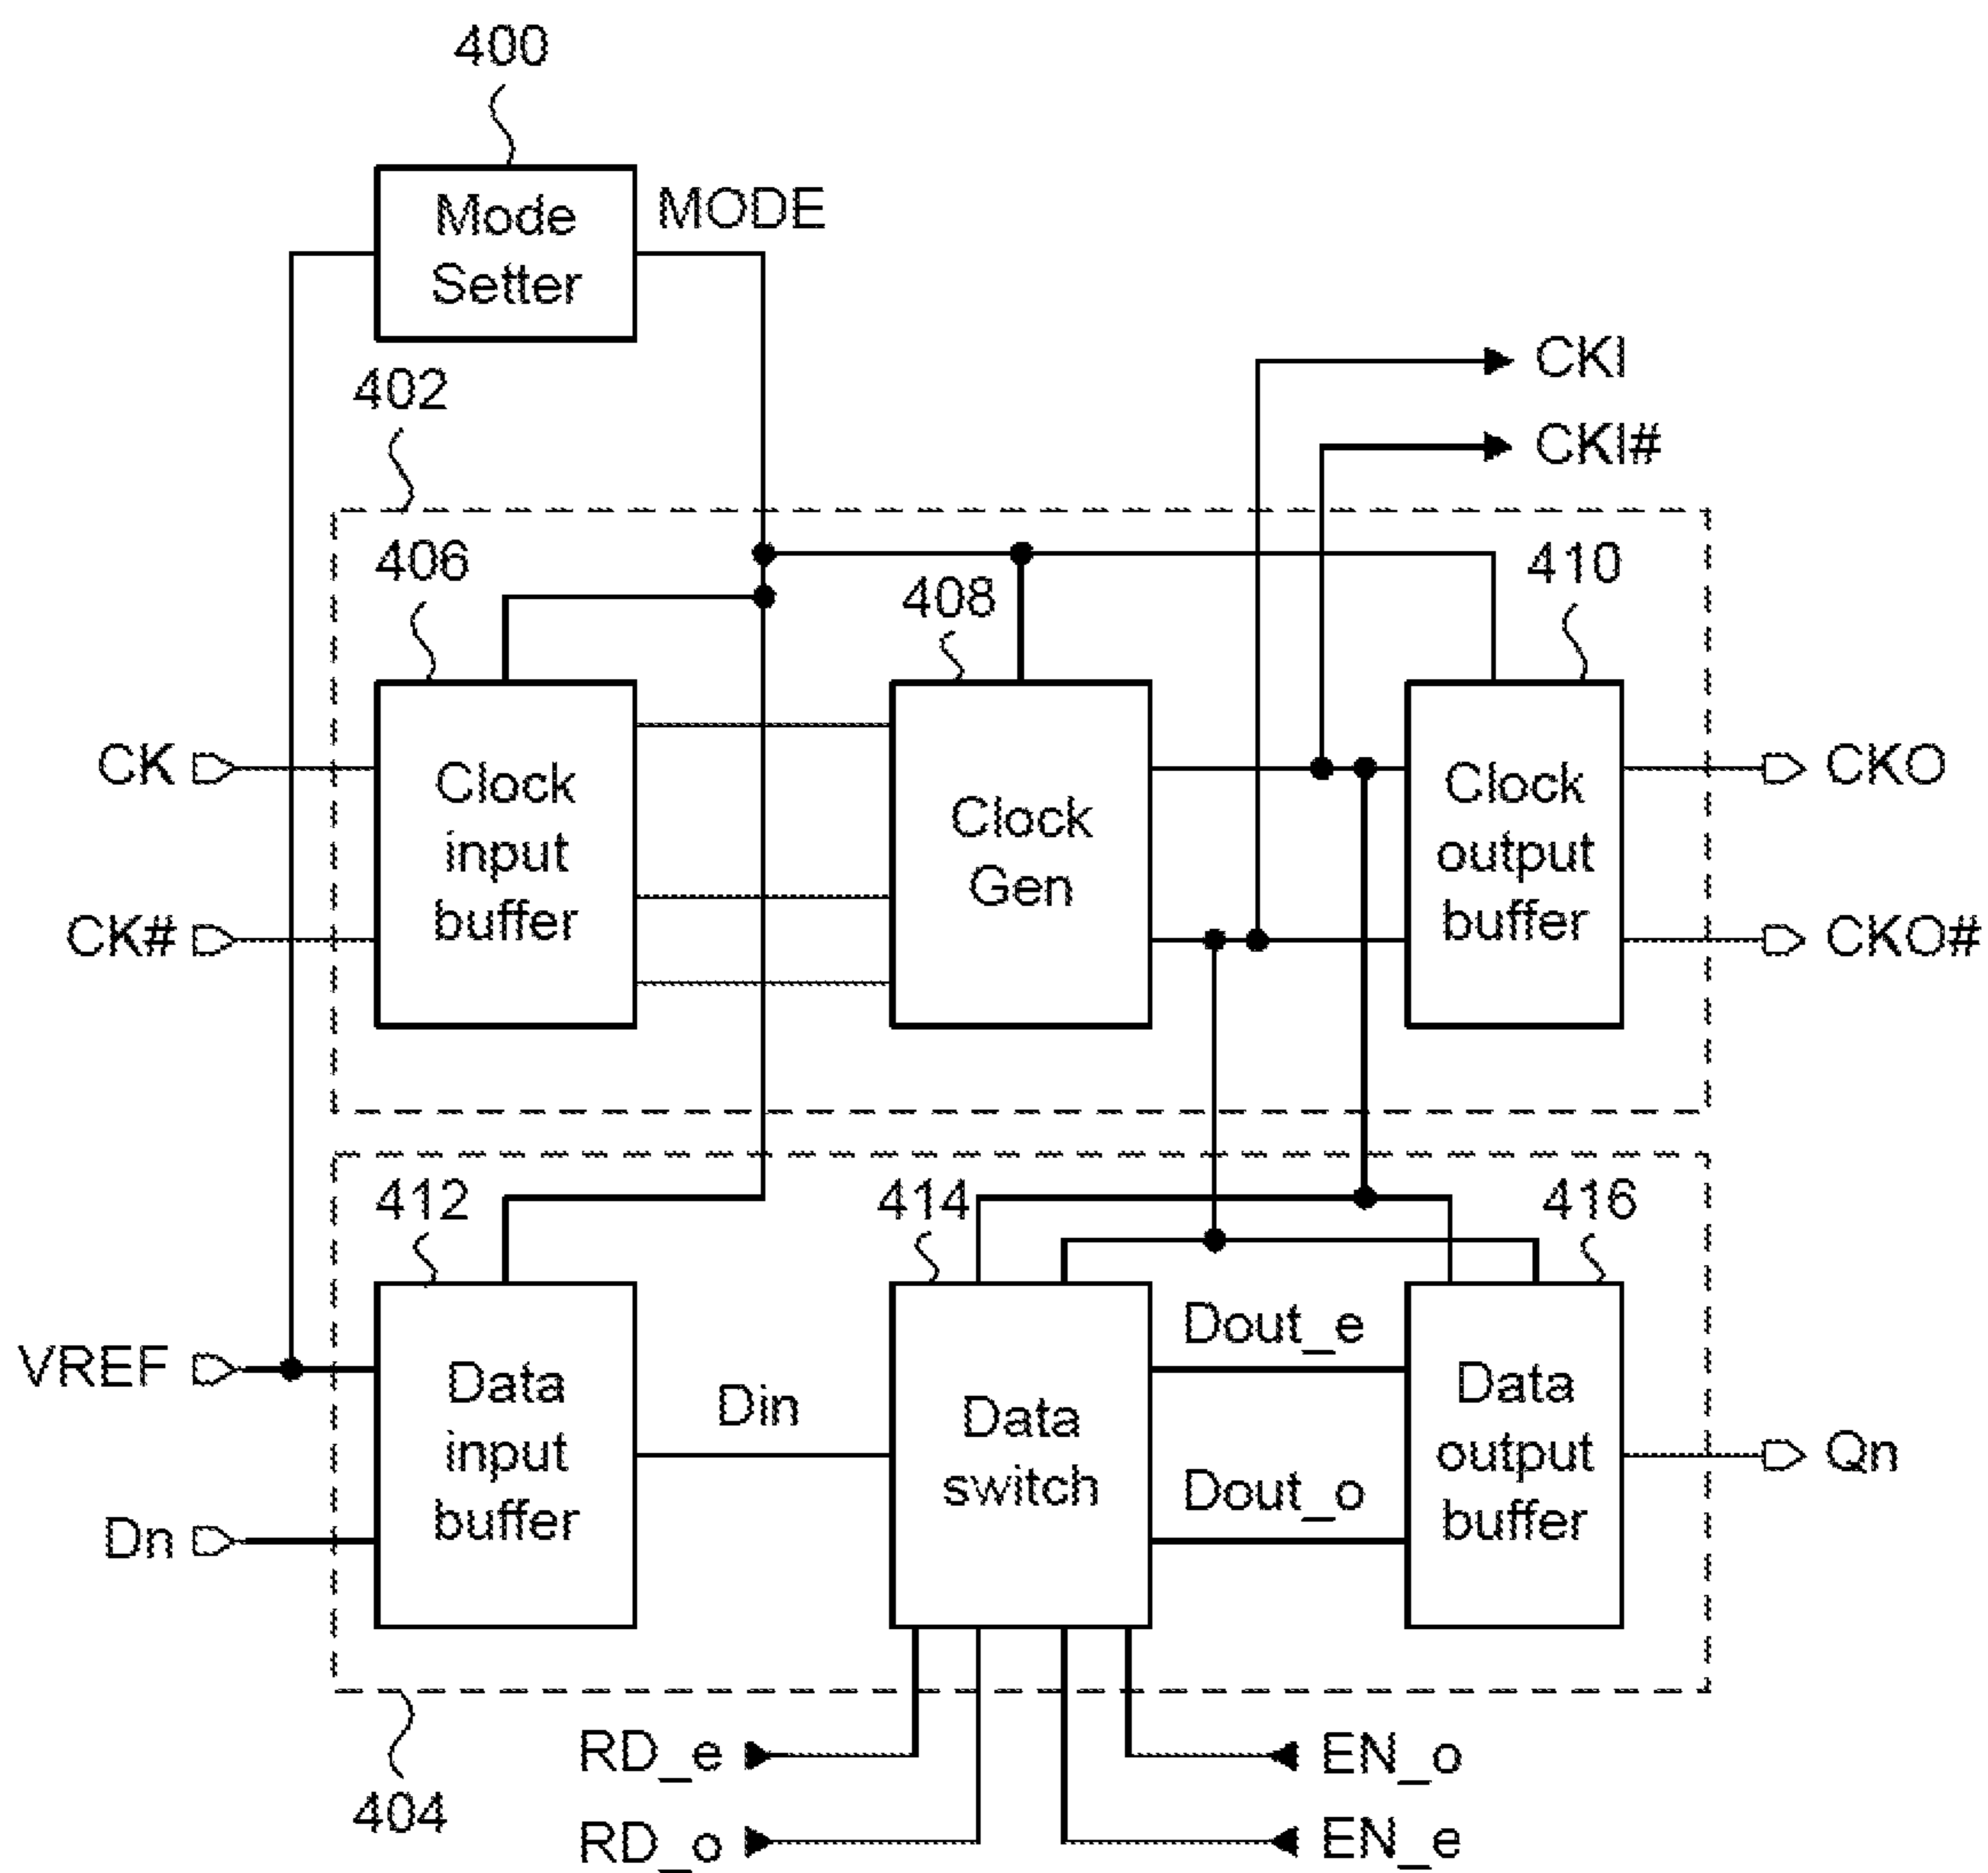 400
Mode
Setter
MODE
402
CKI
CKI#
406
408
410
CK
CK#
Clock
input
buffer
Clock
Gen
Clock
output
buffer
CKO
CKO#
412
414
416
VREF
Dn
Data
input
buffer
Din
Data
switch
Dout_e
Dout_o
Data
output
buffer
Qn
404
RD_e
RD_o
EN_o
EN_e